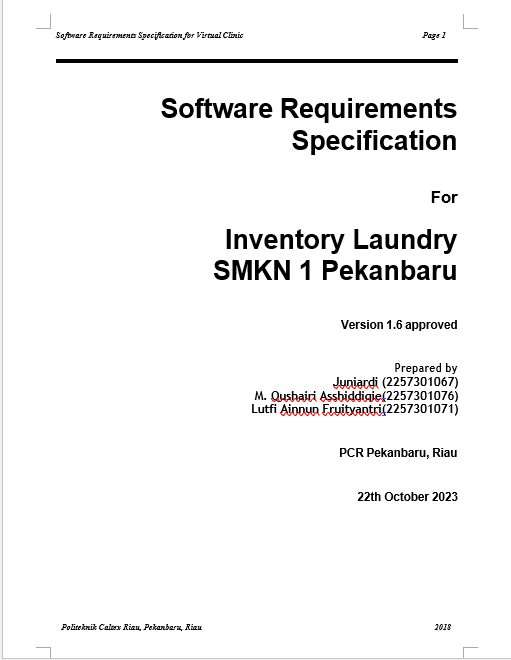 Software Requirements Specification for Virtual Clinic Page 1
Software Requirements
Specification
For
Inventory Laundry
SMKN 1 Pekanbaru
Version 1.6 approved
Prepared by
Juniardi (2257301067)
M. Qushairi Asshiddiqie(2257301076)
Lutfi Ainnun Fruityantri(2257301071)
PCR Pekanbaru, Riau
22th October 2023
Politeknik Caltex Riau, Pekanbaru, Riau 2018